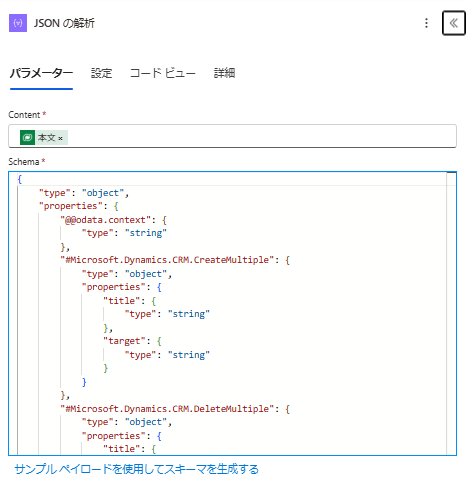 {v} JSON の解析
パラメーター 設定 コード ビュー 詳細
Content *
本文 ×
Schema *
{
"type": "object",
"properties": {
"@@odata.context": {
"type": "string"
},
"#Microsoft.Dynamics.CRM.CreateMultiple": {
"type": "object",
"properties": {
"title": {
"type": "string"
},
"target": {
"type": "string"
}
}
},
"#Microsoft.Dynamics.CRM.DeleteMultiple": {
"type": "object",
"properties": {
"title": {
サンプル ペイロードを使用してスキーマを生成する